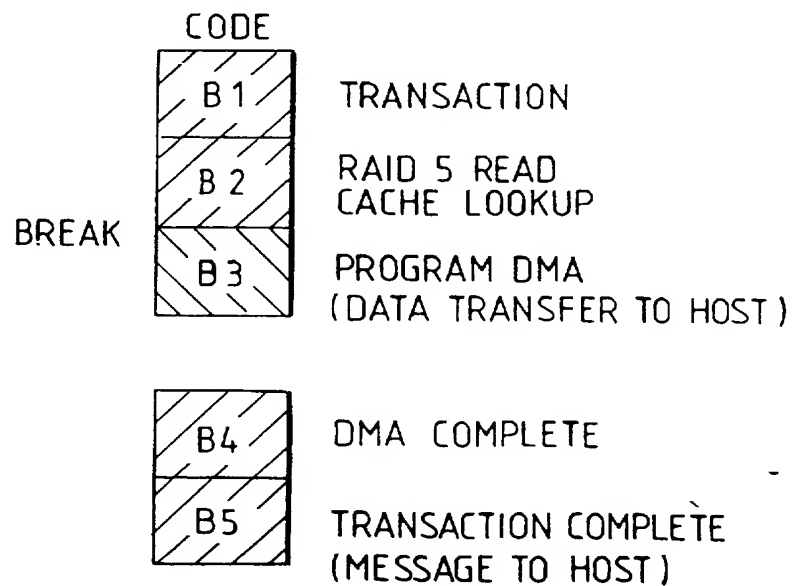 CODE
B1 TRANSACTION
B2 RAID 5 READ
CACHE LOOKUP
BREAK
B3 PROGRAM DMA
(DATA TRANSFER TO HOST)
B4 DMA COMPLETE
B5 TRANSACTION COMPLETE
(MESSAGE TO HOST)